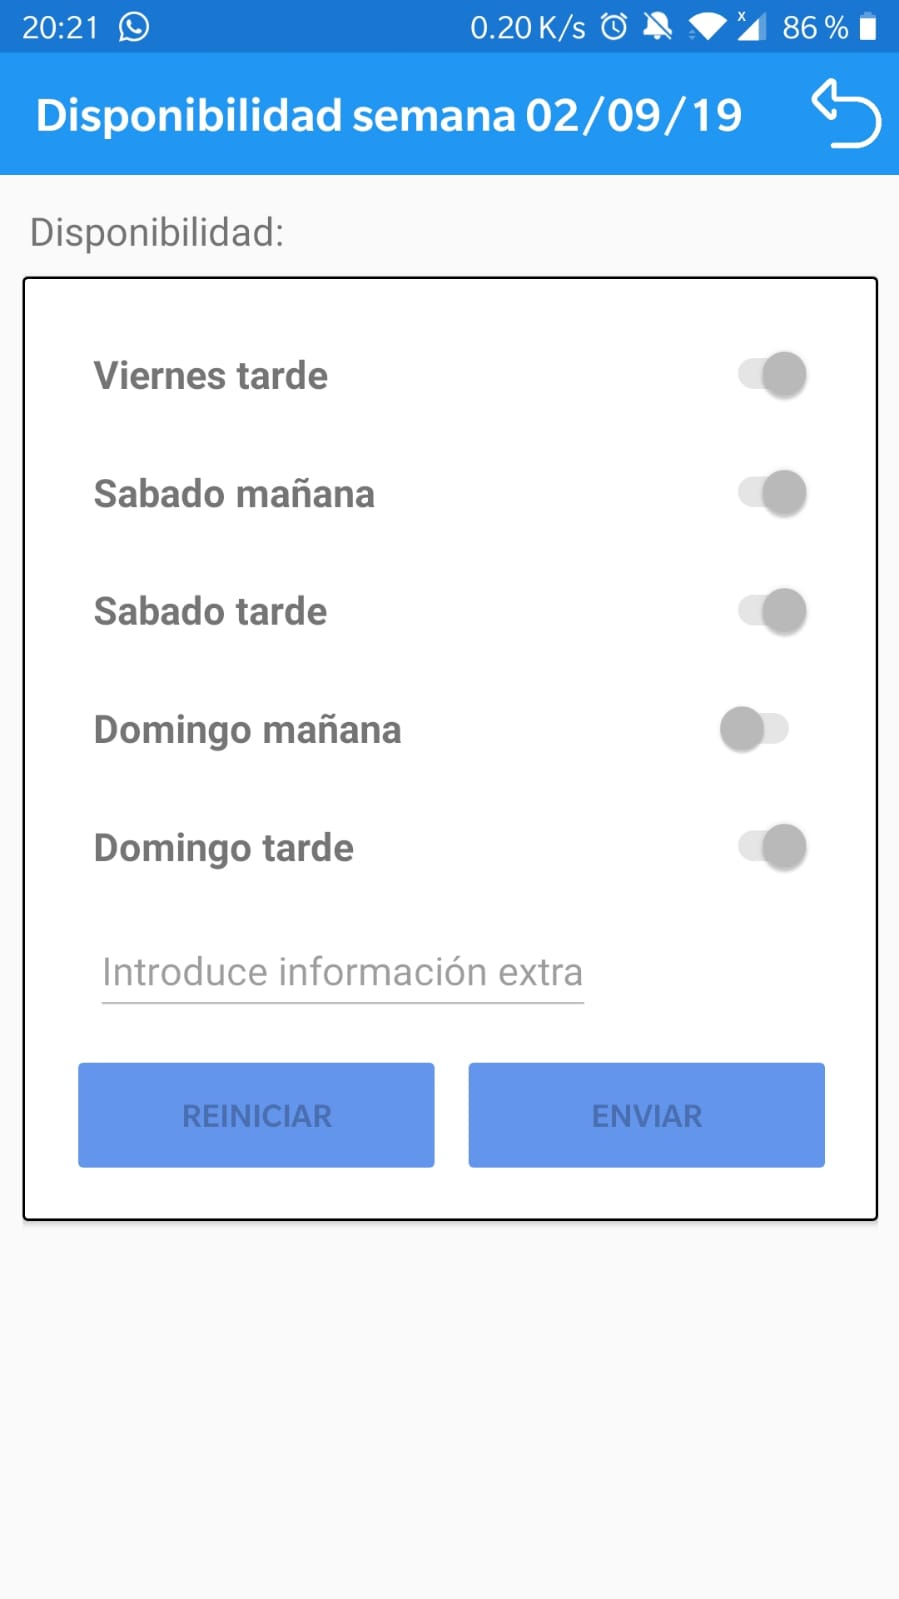 20:21 0.20 K/s x 86 %
Disponibilidad semana 02/09/19
Disponibilidad:
Viernes tarde
Sabado mañana
Sabado tarde
Domingo mañana
Domingo tarde
Introduce información extra
REINICIAR ENVIAR